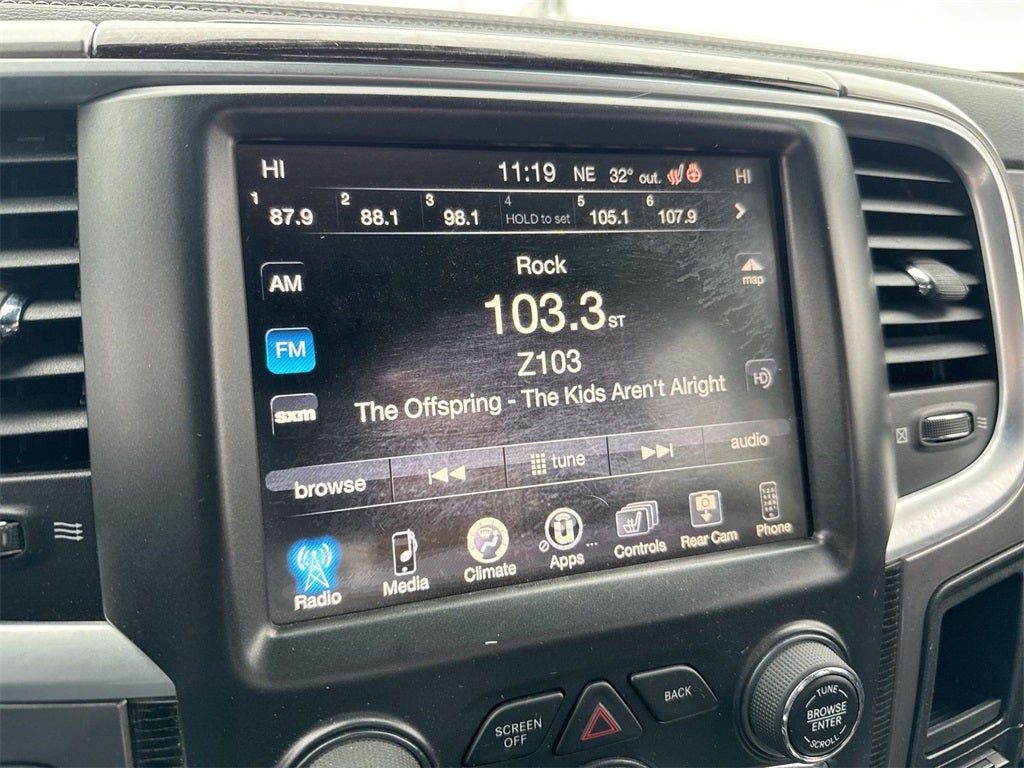 HI 11:19 NE 32° out. HI
1 87.9 2 88.1 3 98.1 4 HOLD to set 5 105.1 6 107.9
Rock
AM
map
103.3 ST
FM
Z103
HD
The Offspring - The Kids Aren't Alright
sxm
browse tune audio
Radio Media Climate Apps ... Controls Rear Cam Phone
SCREEN
OFF
BACK
TUNE
BROWSE
ENTER
SCROLL